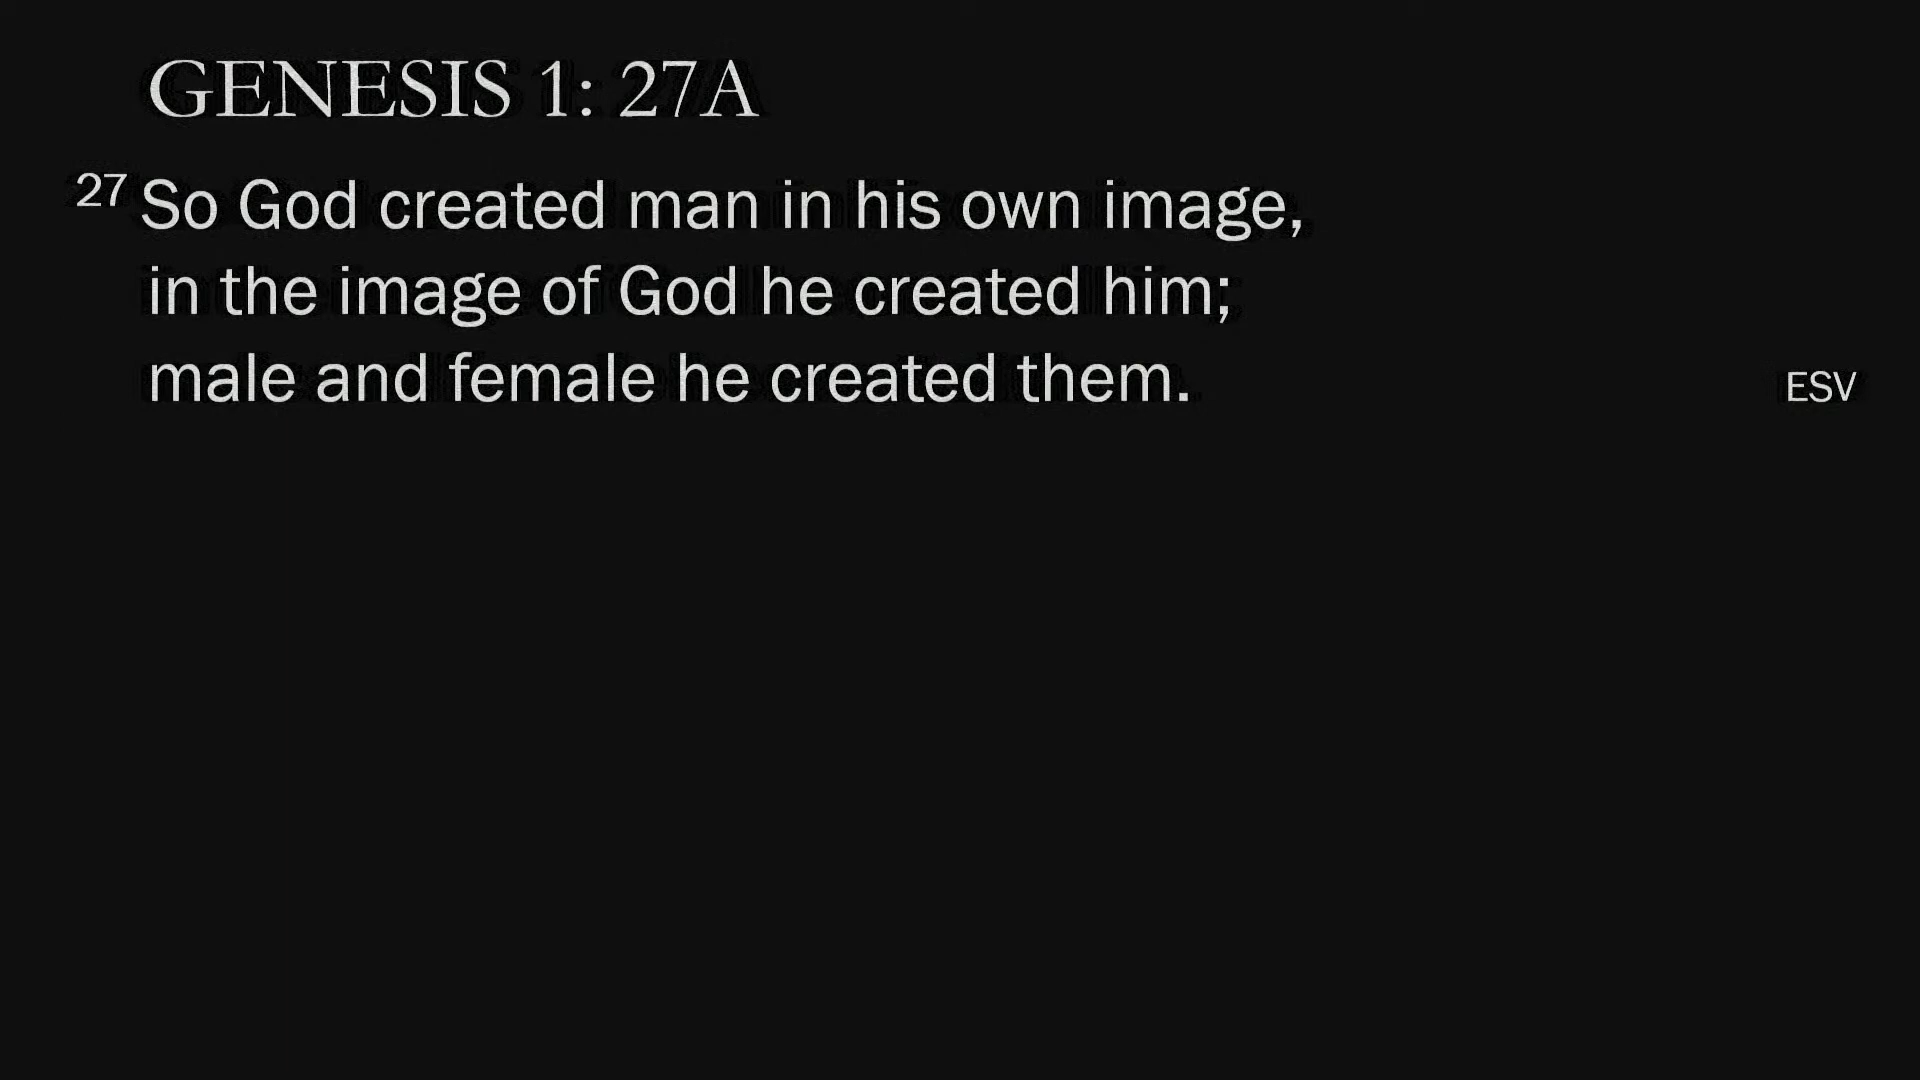 GENESIS 1: 27A
27 So God created man in his own image,
in the image of God he created him;
male and female he created them.
ESV